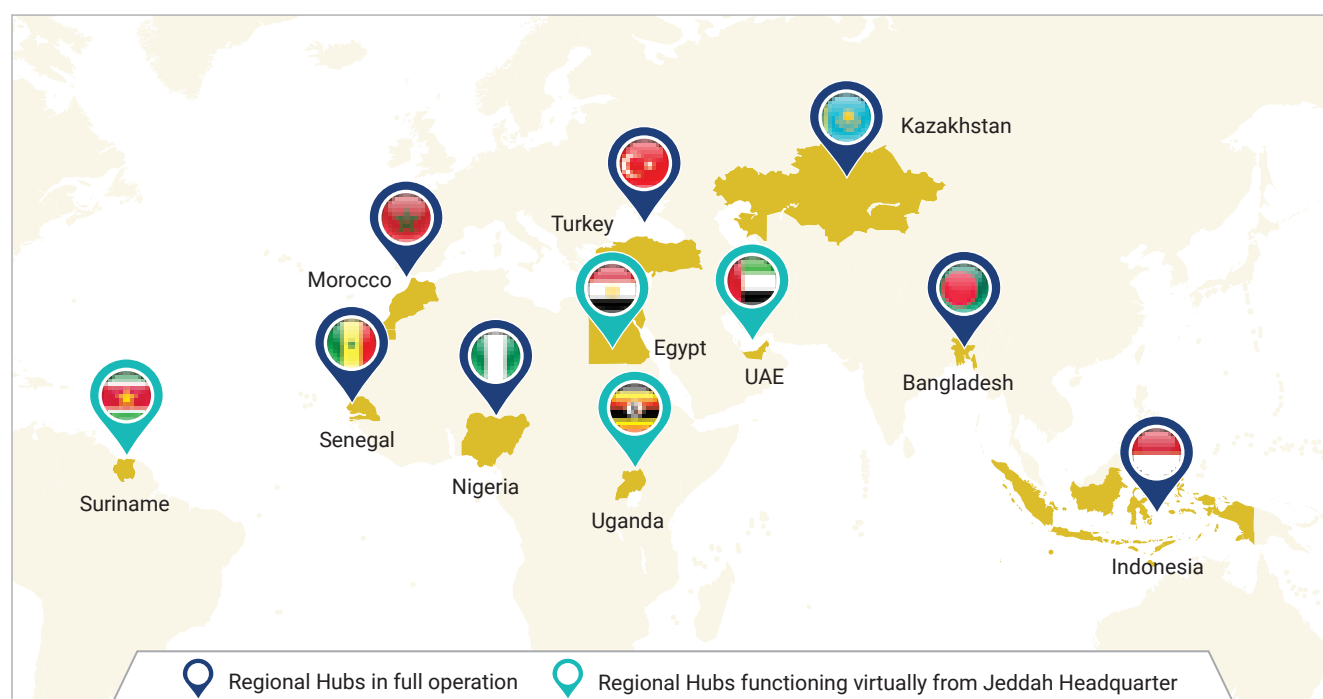 Kazakhstan
Turkey
Morocco
Egypt
UAE
Bangladesh
Senegal
Nigeria
Suriname
Uganda
Indonesia
Regional Hubs in full operation
Regional Hubs functioning virtually from Jeddah Headquarter